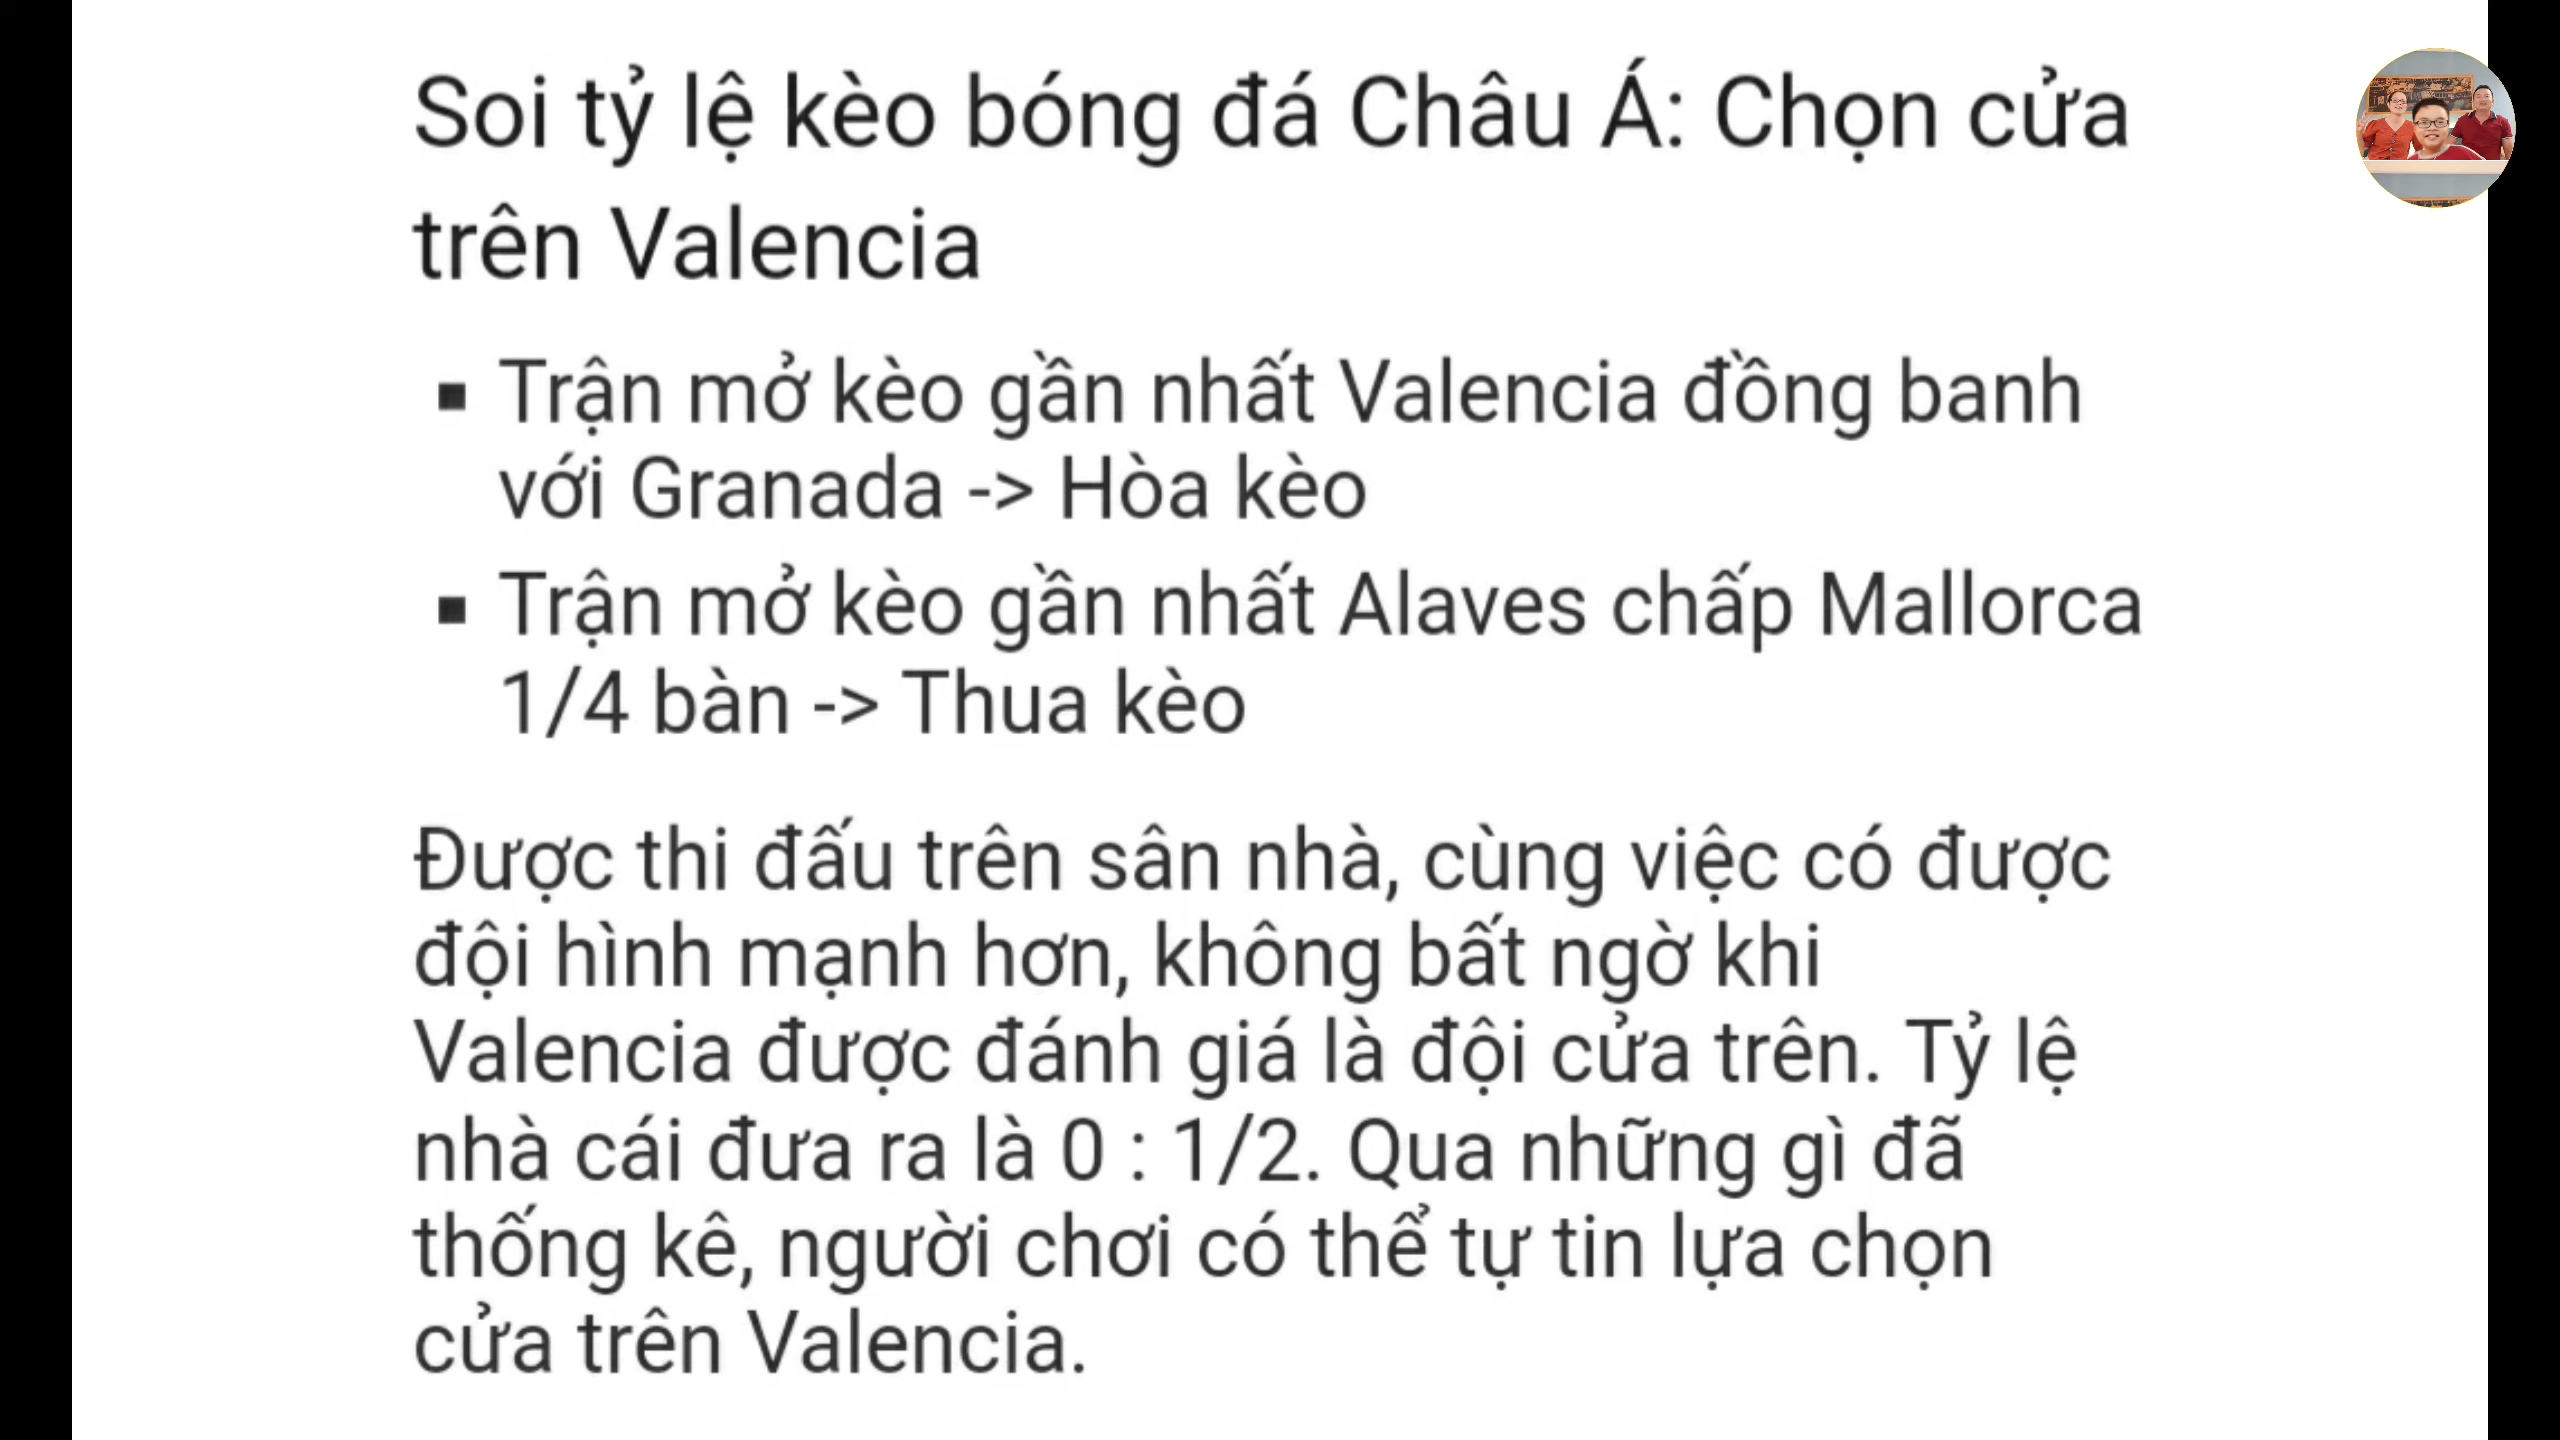 Soi tỷ lệ kèo bóng đá Châu Á: Chọn cửa
trên Valencia
▪ Trận mở kèo gần nhất Valencia đồng banh
với Granada -> Hòa kèo
▪ Trận mở kèo gần nhất Alaves chấp Mallorca
1/4 bàn -> Thua kèo
Được thi đấu trên sân nhà, cùng việc có được
đội hình mạnh hơn, không bất ngờ khi
Valencia được đánh giá là đội cửa trên. Tỷ lệ
nhà cái đưa ra là 0 : 1/2. Qua những gì đã
thống kê, người chơi có thể tự tin lựa chọn
cửa trên Valencia.